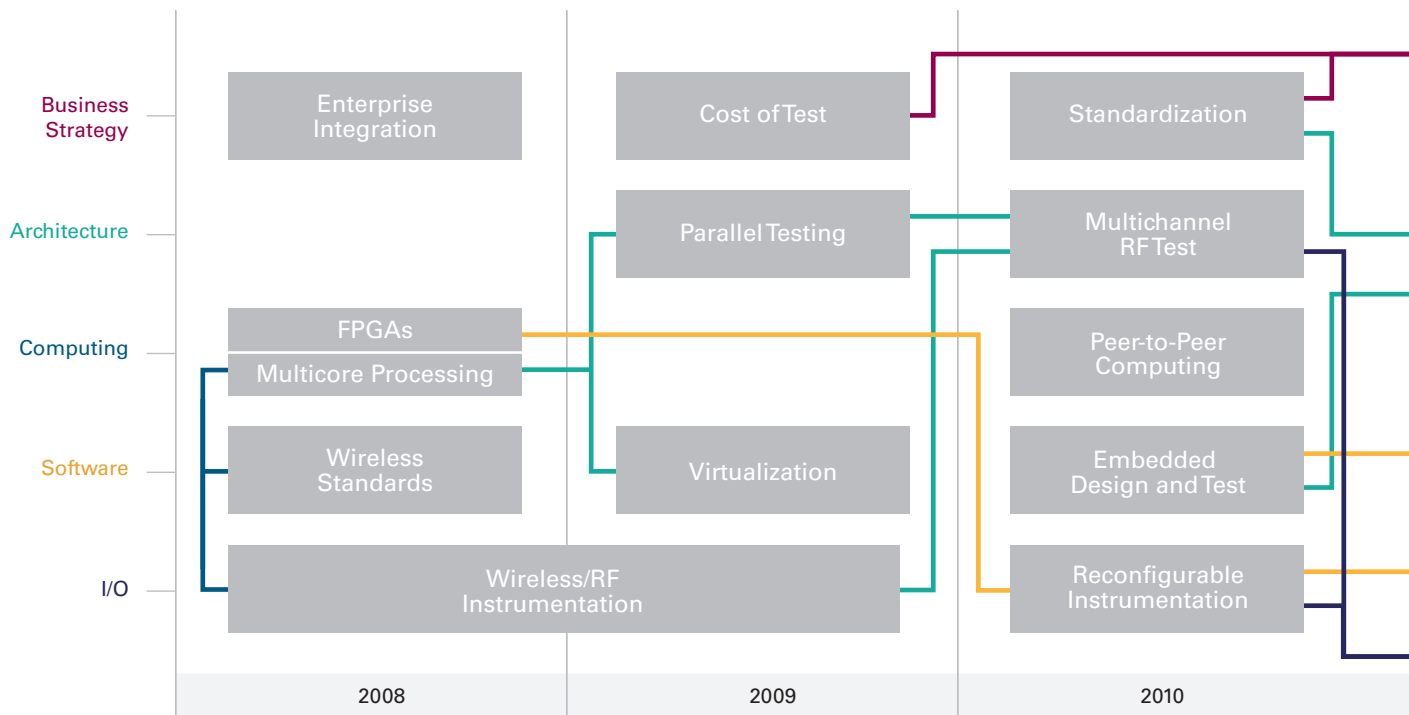 Business
Strategy
Enterprise
Integration
Cost of Test
Standardization
Architecture
Parallel Testing
Multichannel
RF Test
Computing
FPGAs
Multicore Processing
Peer-to-Peer
Computing
Software
Wireless
Standards
Virtualization
Embedded
Design and Test
I/O
Wireless/RF
Instrumentation
Reconfigurable
Instrumentation
2008
2009
2010